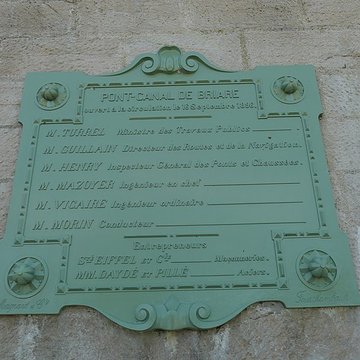 PONT-CANAL DE BRIARE
ouvert à la circulation le 16 Septembre 1896.
M. TURREL Ministre des Travaux Publics
M. GUILLAIN Directeur des Routes et de la Navigation.
M. HENRY Inspecteur Général des Ponts et Chaussées.
M. MAZOYER Ingénieur en chef
M. VIGAIRE Ingénieur ordinaire
M. MORIN Conducteur
Entrepreneurs
Sté EIFFEL ET Cie Maçonneries.
MM. DAYDÉ ET PILLÉ Aciers.